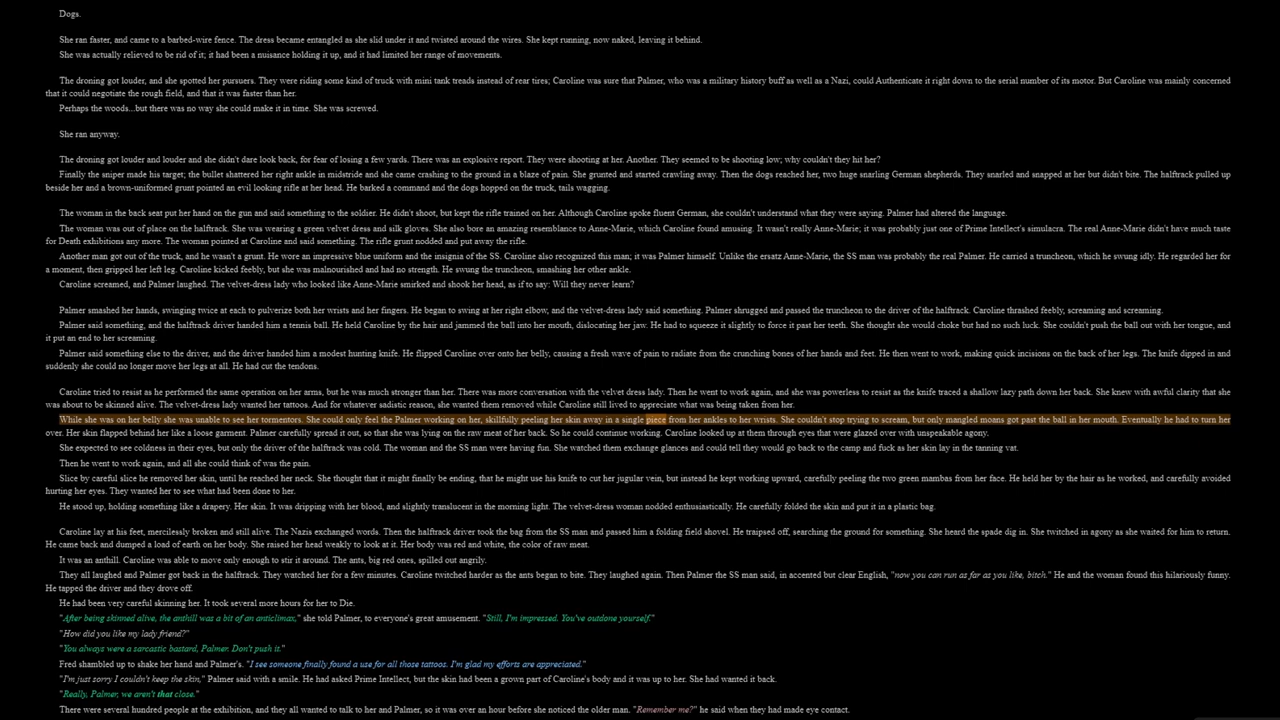 Dogs.
She ran faster, and came to a barbed-wire fence. The dress became entangled as she slid under it and twisted around the wires. She kept running, now naked, leaving it behind.
She was actually relieved to be rid of it; it had been a nuisance holding it up, and it had limited her range of movements.
The droning got louder, and she spotted her pursuers. They were riding some kind of truck with mini tank treads instead of rear tires; Caroline was sure that Palmer, who was a military history buff as well as a Nazi, could Authenticate it right down to the serial number of its motor. But Caroline was mainly concerned
that it could negotiate the rough field, and that it was faster than her.
Perhaps the woods...but there was no way she could make it in time. She was screwed.
She ran anyway.
The droning got louder and louder and she didn't dare look back, for fear of losing a few yards. There was an explosive report. They were shooting at her. Another. They seemed to be shooting low; why couldn't they hit her?
Finally the sniper made his target; the bullet shattered her right ankle in midstride and she came crashing to the ground in a blaze of pain. She grunted and started crawling away. Then the dogs reached her, two huge snarling German shepherds. They snarled and snapped at her but didn't bite. The halftrack pulled up
beside her and a brown-uniformed grunt pointed an evil looking rifle at her head. He barked a command and the dogs hopped on the truck, tails wagging.
The woman in the back seat put her hand on the gun and said something to the soldier. He didn't shoot, but kept the rifle trained on her. Although Caroline spoke fluent German, she couldn't understand what they were saying. Palmer had altered the language.
The woman was out of place on the halftrack. She was wearing a green velvet dress and silk gloves. She also bore an amazing resemblance to Anne-Marie, which Caroline found amusing. It wasn't really Anne-Marie; it was probably just one of Prime Intellect's simulacra. The real Anne-Marie didn't have much taste
for Death exhibitions any more. The woman pointed at Caroline and said something. The rifle grunt nodded and put away the rifle.
Another man got out of the truck, and he wasn't a grunt. He wore an impressive blue uniform and the insignia of the SS. Caroline also recognized this man; it was Palmer himself. Unlike the ersatz Anne-Marie, the SS man was probably the real Palmer. He carried a truncheon, which he swung idly. He regarded her for
a moment, then gripped her left leg. Caroline kicked feebly, but she was malnourished and had no strength. He swung the truncheon, smashing her other ankle.
Caroline screamed, and Palmer laughed. The velvet-dress lady who looked like Anne-Marie smirked and shook her head, as if to say: Will they never learn?
Palmer smashed her hands, swinging twice at each to pulverize both her wrists and her fingers. He began to swing at her right elbow, and the velvet-dress lady said something. Palmer shrugged and passed the truncheon to the driver of the halftrack. Caroline thrashed feebly, screaming and screaming.
Palmer said something, and the halftrack driver handed him a tennis ball. He held Caroline by the hair and jammed the ball into her mouth, dislocating her jaw. He had to squeeze it slightly to force it past her teeth. She thought she would choke but had no such luck. She couldn't push the ball out with her tongue, and
it put an end to her screaming.
Palmer said something else to the driver, and the driver handed him a modest hunting knife. He flipped Caroline over onto her belly, causing a fresh wave of pain to radiate from the crunching bones of her hands and feet. He then went to work, making quick incisions on the back of her legs. The knife dipped in and
suddenly she could no longer move her legs at all. He had cut the tendons.
Caroline tried to resist as he performed the same operation on her arms, but he was much stronger than her. There was more conversation with the velvet dress lady. Then he went to work again, and she was powerless to resist as the knife traced a shallow lazy path down her back. She knew with awful clarity that she
was about to be skinned alive. The velvet-dress lady wanted her tattoos. And for whatever sadistic reason, she wanted them removed while Caroline still lived to appreciate what was being taken from her.
While she was on her belly she was unable to see her tormentors. She could only feel the Palmer working on her, skillfully peeling her skin away in a single piece from her ankles to her wrists. She couldn't stop trying to scream, but only mangled moans got past the ball in her mouth. Eventually he had to turn her
over. Her skin flapped behind her like a loose garment. Palmer carefully spread it out, so that she was lying on the raw meat of her back. So he could continue working. Caroline looked up at them through eyes that were glazed over with unspeakable agony.
She expected to see coldness in their eyes, but only the driver of the halftrack was cold. The woman and the SS man were having fun. She watched them exchange glances and could tell they would go back to the camp and fuck as her skin lay in the tanning vat.
Then he went to work again, and all she could think of was the pain.
Slice by careful slice he removed her skin, until he reached her neck. She thought that it might finally be ending, that he might use his knife to cut her jugular vein, but instead he kept working upward, carefully peeling the two green mambas from her face. He held her by the hair as he worked, and carefully avoided
hurting her eyes. They wanted her to see what had been done to her.
He stood up, holding something like a drapery. Her skin. It was dripping with her blood, and slightly translucent in the morning light. The velvet-dress woman nodded enthusiastically. He carefully folded the skin and put it in a plastic bag.
Caroline lay at his feet, mercilessly broken and still alive. The Nazis exchanged words. Then the halftrack driver took the bag from the SS man and passed him a folding field shovel. He traipsed off, searching the ground for something. She heard the spade dig in. She twitched in agony as she waited for him to return.
He came back and dumped a load of earth on her body. She raised her head weakly to look at it. Her body was red and white, the color of raw meat.
It was an anthill. Caroline was able to move only enough to stir it around. The ants, big red ones, spilled out angrily.
They all laughed and Palmer got back in the halftrack. They watched her for a few minutes. Caroline twitched harder as the ants began to bite. They laughed again. Then Palmer the SS man said, in accented but clear English, "now you can run as far as you like, bitch." He and the woman found this hilariously funny.
He tapped the driver and they drove off.
He had been very careful skinning her. It took several more hours for her to Die.
"After being skinned alive, the anthill was a bit of an anticlimax," she told Palmer, to everyone's great amusement. "Still, I'm impressed. You've outdone yourself."
"How did you like my lady friend?"
"You always were a sarcastic bastard, Palmer. Don't push it."
Fred shambled up to shake her hand and Palmer's. "I see someone finally found a use for all those tattoos. I'm glad my efforts are appreciated."
"I'm just sorry I couldn't keep the skin," Palmer said with a smile. He had asked Prime Intellect, but the skin had been a grown part of Caroline's body and it was up to her. She had wanted it back.
"Really, Palmer, we aren't that close."
There were several hundred people at the exhibition, and they all wanted to talk to her and Palmer, so it was over an hour before she noticed the older man. "Remember me?" he said when they had made eye contact.